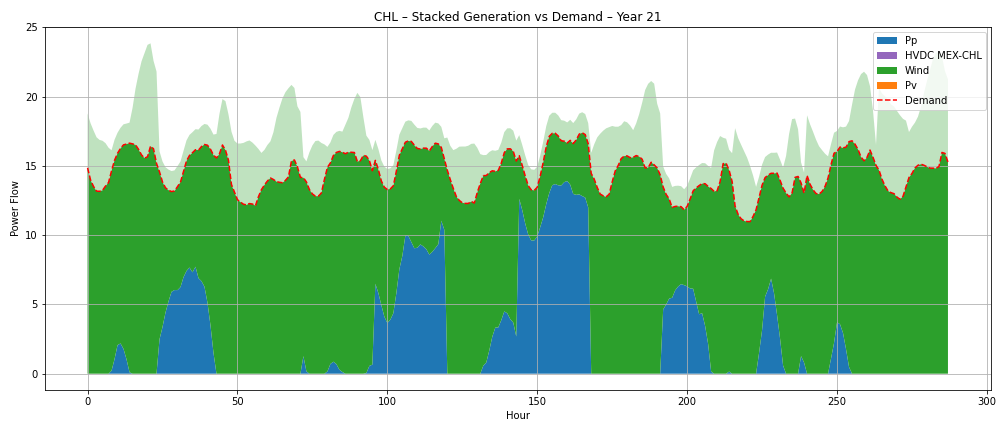 CHL – Stacked Generation vs Demand – Year 21
Power Flow
25
20
15
10
5
0
0 50 100 150 200 250 300
Hour
Pp
HVDC MEX-CHL
Wind
Pv
Demand